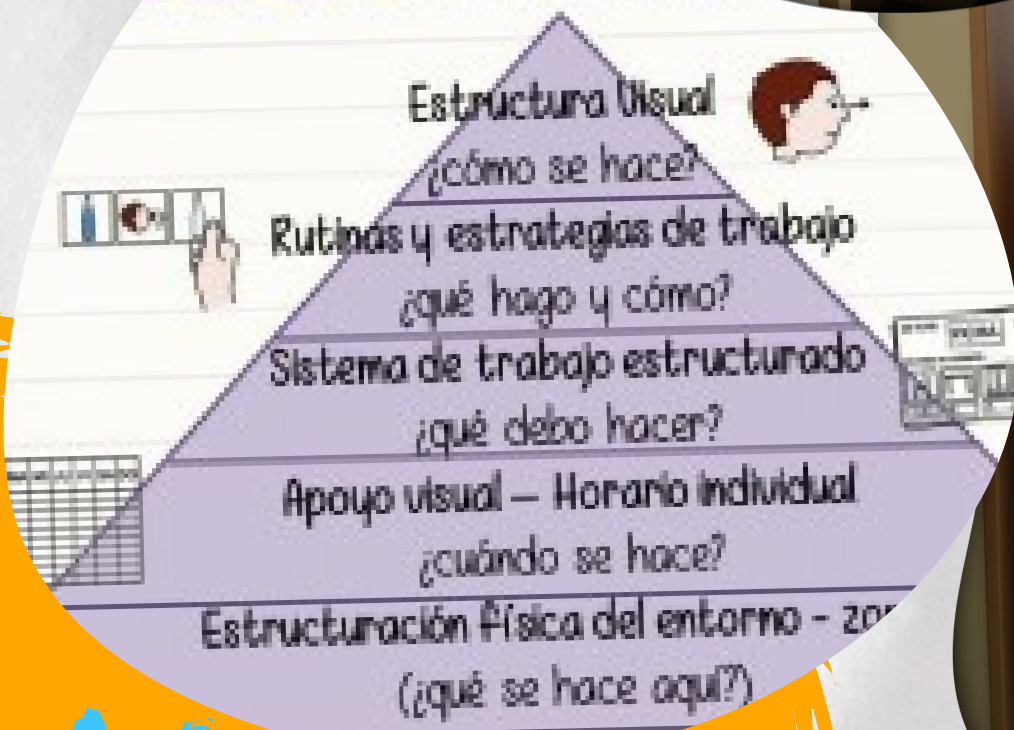 Estructura Visual
¿cómo se hace?
Rutinas y estrategias de trabajo
¿qué hago y cómo?
Sistema de trabajo estructurado
¿qué debo hacer?
Apoyo visual – Horario individual
¿cuándo se hace?
Estructuración física del entorno -
(¿qué se hace aquí?)